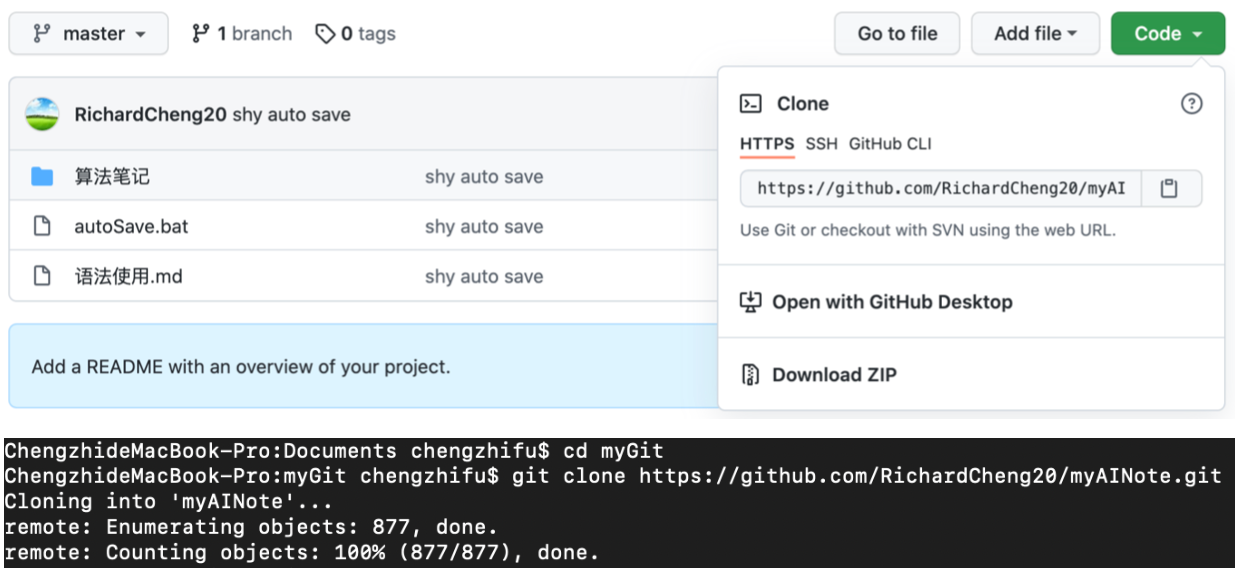 master 1 branch 0 tags Go to file Add file Code
RichardCheng20 shy auto save
算法笔记 shy auto save
autoSave.bat shy auto save
语法使用.md shy auto save
Add a README with an overview of your project.
Clone
HTTPS SSH GitHub CLI
https://github.com/RichardCheng20/myAI
Use Git or checkout with SVN using the web URL.
Open with GitHub Desktop
Download ZIP
ChengzhideMacBook-Pro:Documents chengzhifu$ cd myGit
ChengzhideMacBook-Pro:myGit chengzhifu$ git clone https://github.com/RichardCheng20/myAINote.git
Cloning into 'myAINote'...
remote: Enumerating objects: 877, done.
remote: Counting objects: 100% (877/877), done.